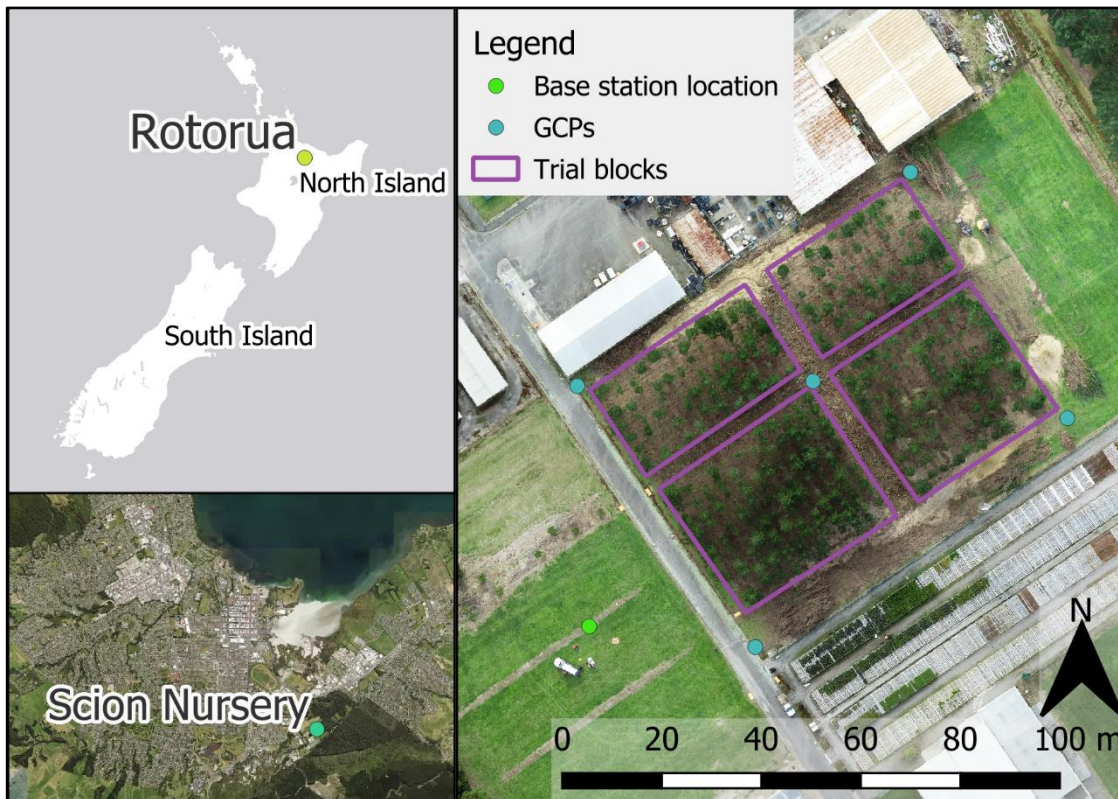 Rotorua
North Island
South Island
Scion Nursery
Legend
Base station location
GCPs
Trial blocks
N
0 20 40 60 80 100 m